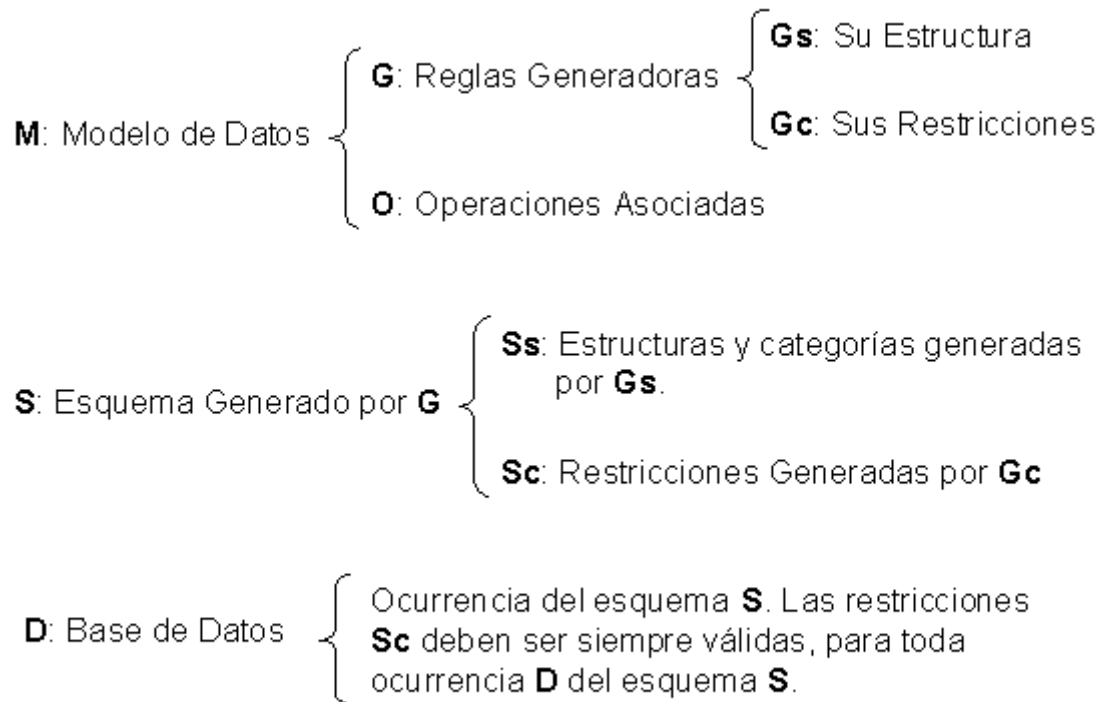 Gs: Su Estructura
G: Reglas Generadoras
M: Modelo de Datos
Gc: Sus Restricciones
O: Operaciones Asociadas
Ss: Estructuras y categorías generadas
por Gs.
S: Esquema Generado por G
Sc: Restricciones Generadas por Gc
Ocurrencia del esquema S. Las restricciones
D: Base de Datos
Sc deben ser siempre válidas, para toda
ocurrencia D del esquema S.